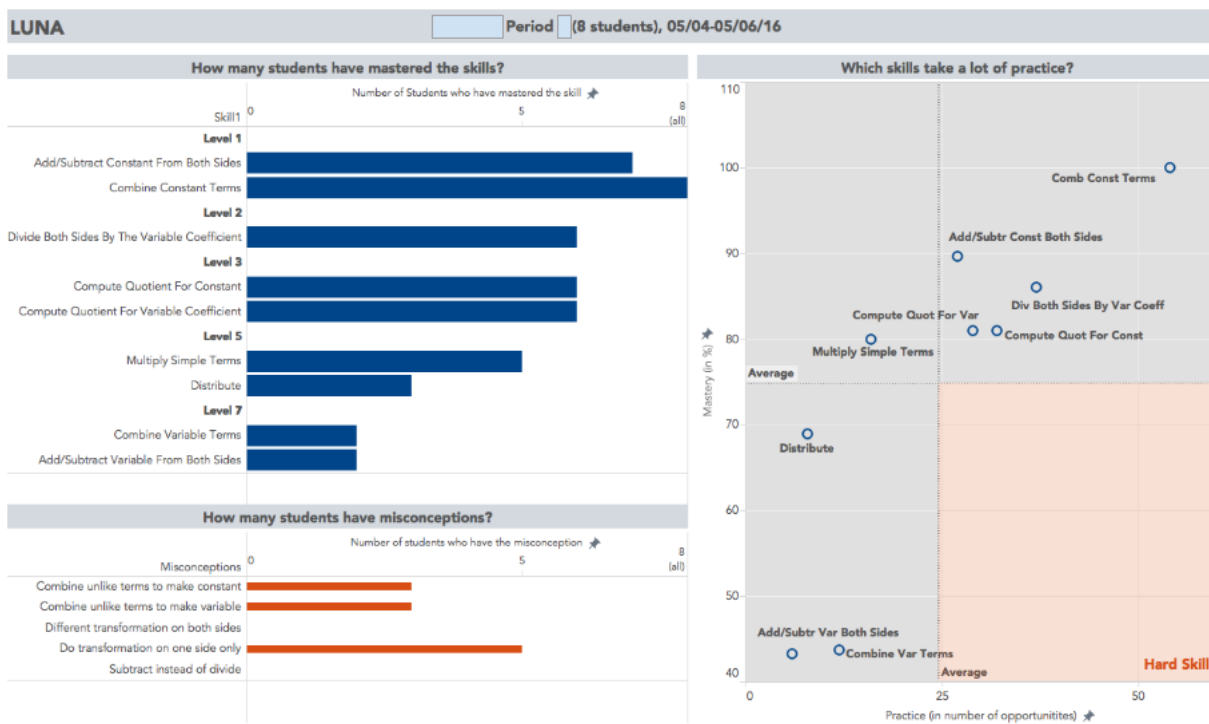 LUNA
Period (8 students), 05/04-05/06/16
How many students have mastered the skills?
Number of Students who have mastered the skill
Skill1
0
5
8
(all)
Level 1
Add/Subtract Constant From Both Sides
Combine Constant Terms
Level 2
Divide Both Sides By The Variable Coefficient
Level 3
Compute Quotient For Constant
Compute Quotient For Variable Coefficient
Level 5
Multiply Simple Terms
Distribute
Level 7
Combine Variable Terms
Add/Subtract Variable From Both Sides
How many students have misconceptions?
Number of students who have the misconception
Misconceptions
0
5
8
(all)
Combine unlike terms to make constant
Combine unlike terms to make variable
Different transformation on both sides
Do transformation on one side only
Subtract instead of divide
Which skills take a lot of practice?
110
100
90
80
70
60
50
40
Mastery (in %)
Comb Const Terms
Add/Subtr Const Both Sides
Div Both Sides By Var Coeff
Compute Quot For Var
Compute Quot For Const
Multiply Simple Terms
Average
Distribute
Add/Subtr Var Both Sides
Combine Var Terms
Average
Hard Skill
0
25
50
Practice (in number of opportunitites)